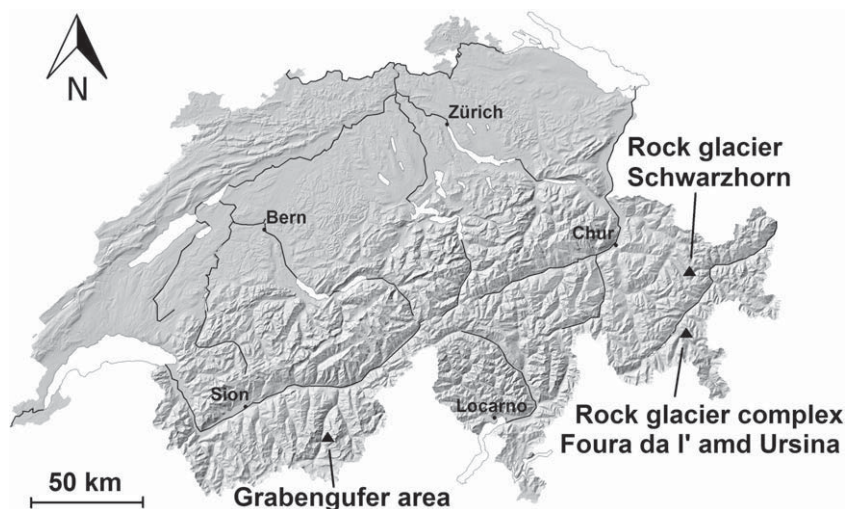 N
Zürich
Rock glacier
Schwarzhorn
Bern
Chur
Sion
Locarno
Rock glacier complex
Foura da l' amd Ursina
50 km
Grabengufer area